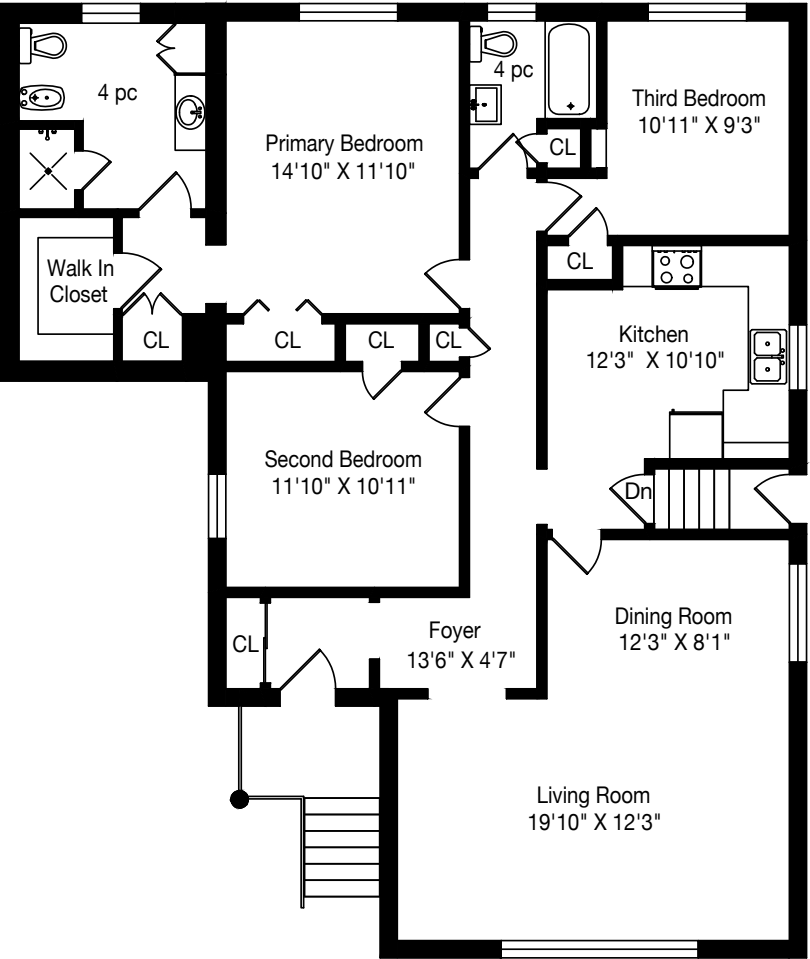 4 pc
4 pc
Third Bedroom
10'11" X 9'3"
Primary Bedroom
14'10" X 11'10"
CL
CL
Walk In
Closet
CL
CL
CL
CL
Kitchen
12'3" X 10'10"
Second Bedroom
11'10" X 10'11"
Dn
CL
Foyer
13'6" X 4'7"
Dining Room
12'3" X 8'1"
Living Room
19'10" X 12'3"